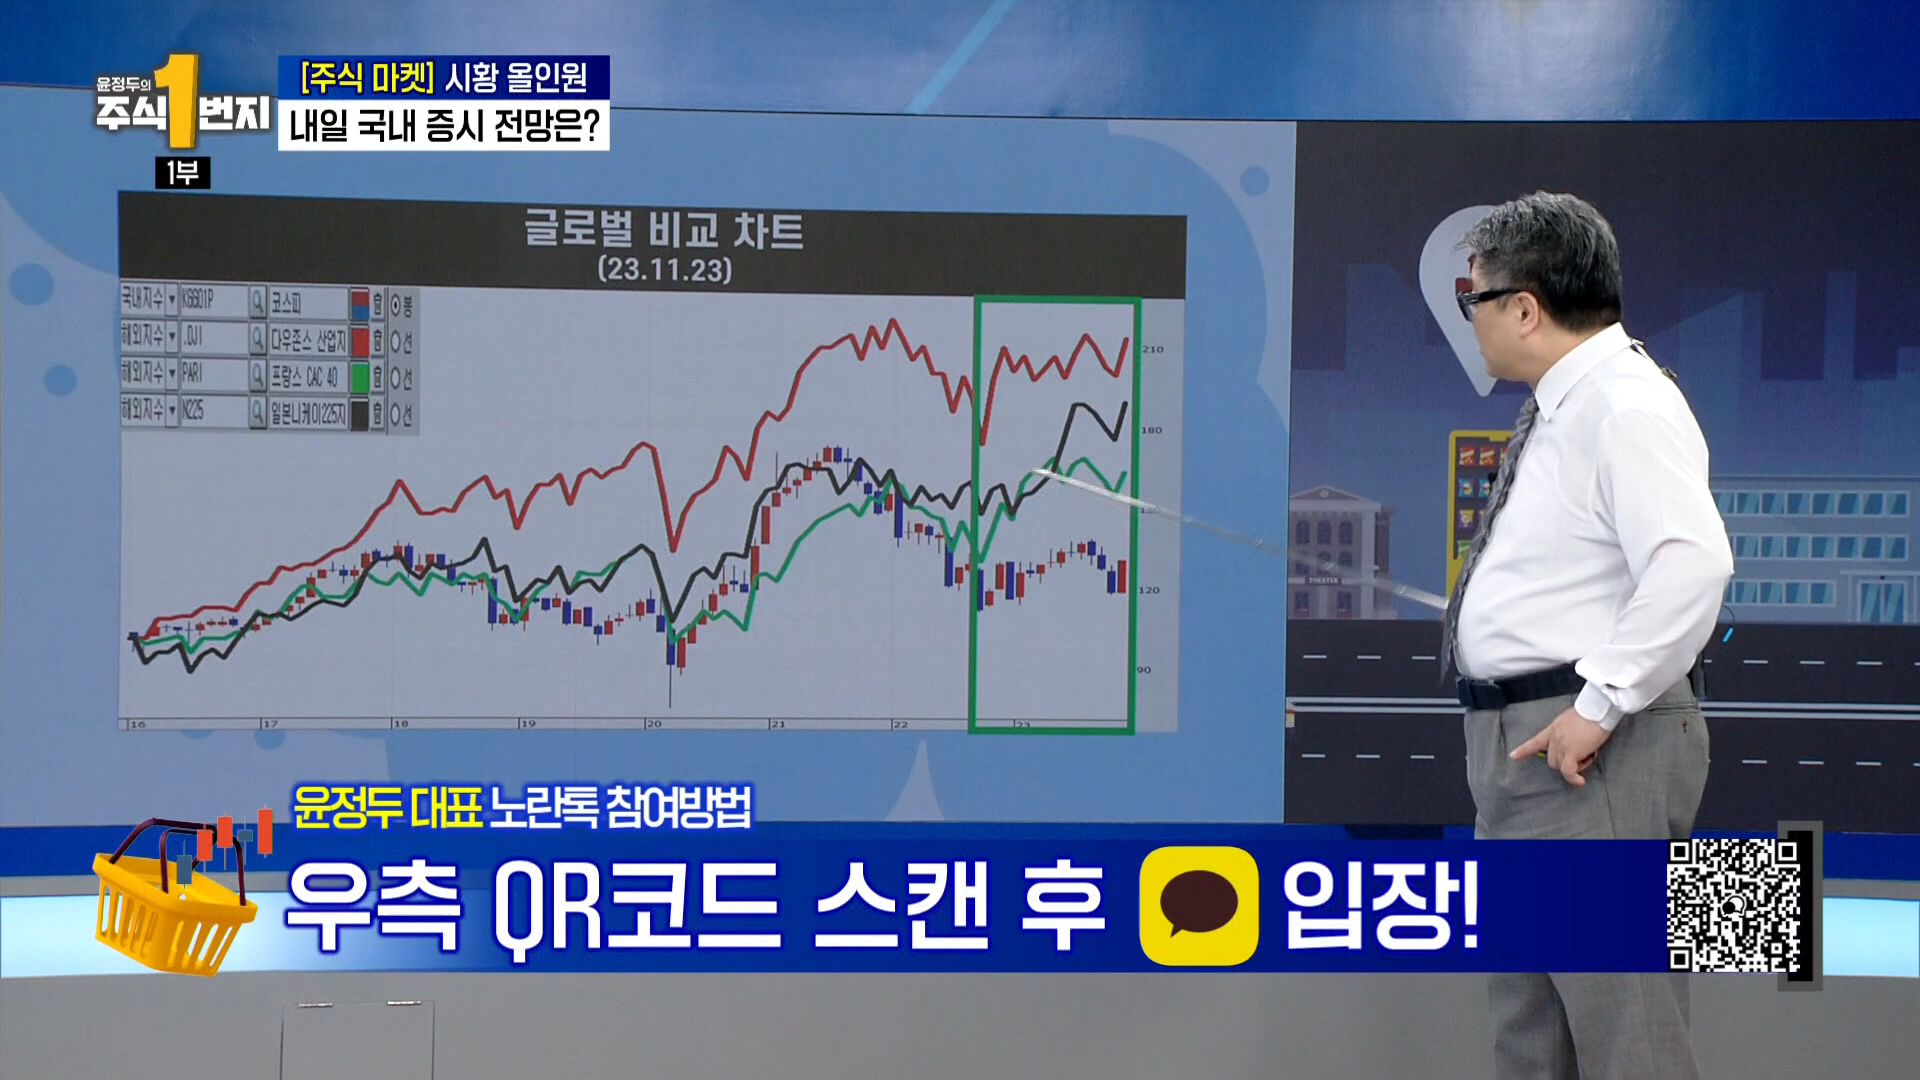 윤정두의
주식1번지
1부
[주식 마켓] 시황 올인원
내일 국내 증시 전망은?
글로벌 비교 차트
(23.11.23)
국내지수 KGG01P 코스피 봉
해외지수 .DJI 다우존스 산업지 선
해외지수 PARI 프랑스 CAC 40 선
해외지수 N225 일본니케이225지 선
210
180
120
90
16 17 18 19 20 21 22 23
THEATER
윤정두 대표 노란톡 참여방법
우측 QR코드 스캔 후 입장!